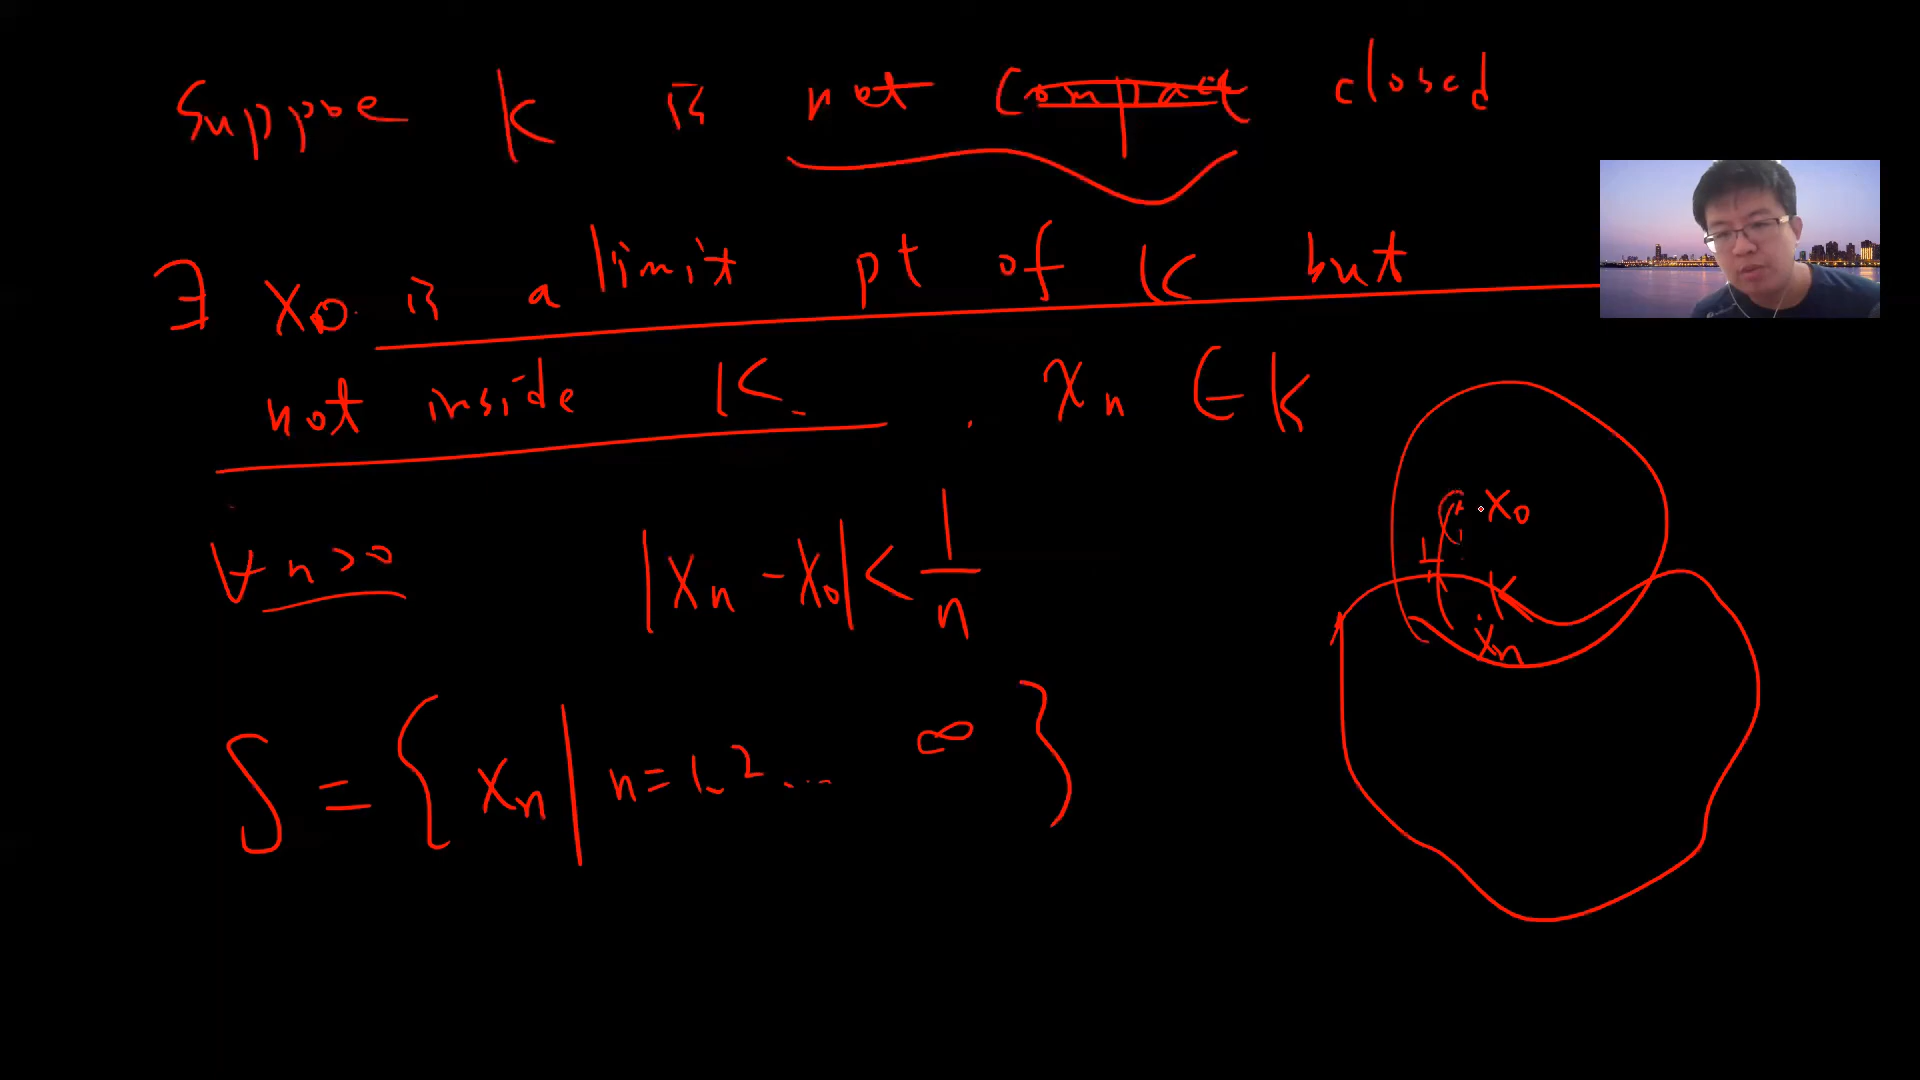 Suppose K is not compact closed
∃ x₀ is a limit pt of K but
not inside K. xₙ ∈ K
∀ n>0 |xₙ - x₀| < 1/n
S = { xₙ | n=1,2... ∞ }
x₀
1/n
K
xₙ